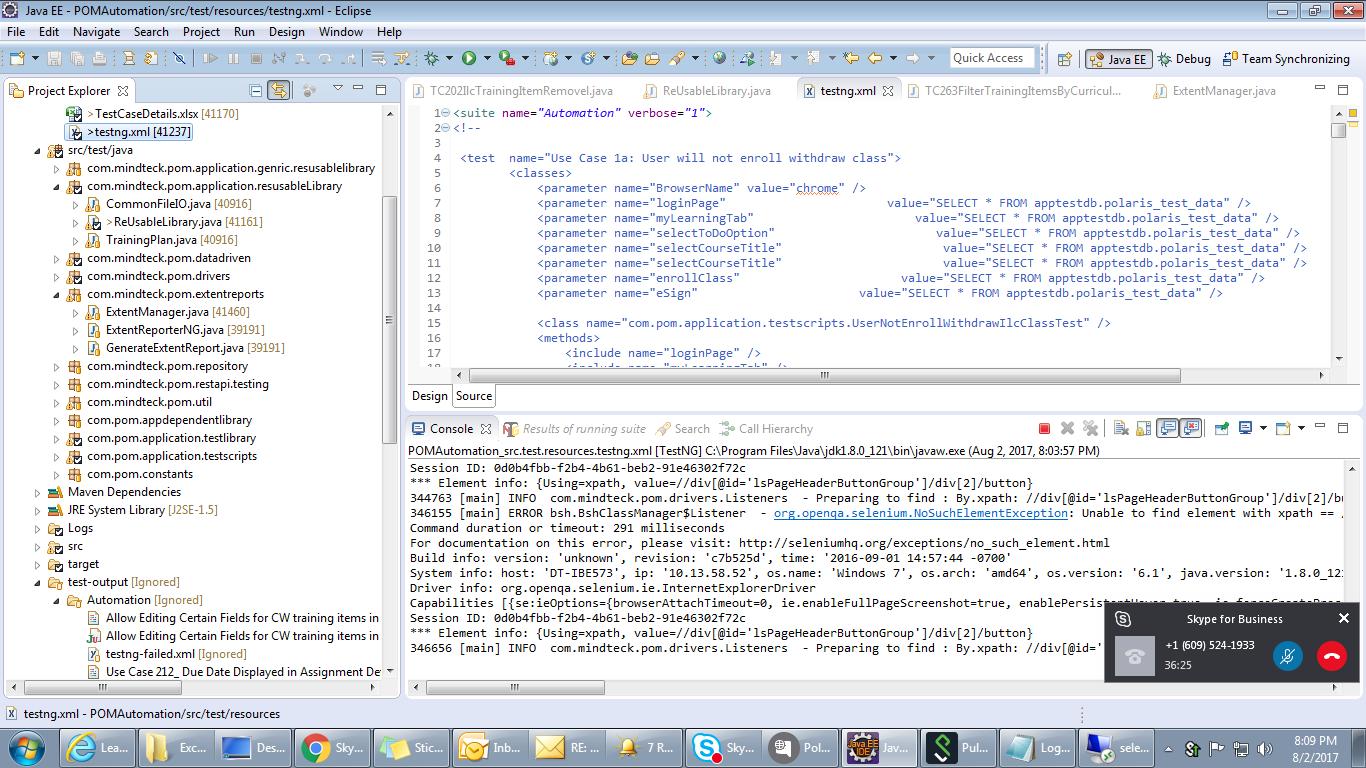 Java EE - POMAutomation/src/test/resources/testng.xml - Eclipse
File Edit Navigate Search Project Run Design Window Help
Quick Access Java EE Debug Team Synchronizing
Project Explorer
>TestCaseDetails.xlsx [41170]
>testng.xml [41237]
src/test/java
com.mindteck.pom.application.genric.resusablelibrary
com.mindteck.pom.application.resusableLibrary
CommonFileIO.java [40916]
>ReUsableLibrary.java [41161]
TrainingPlan.java [40916]
com.mindteck.pom.datadriven
com.mindteck.pom.drivers
com.mindteck.pom.extentreports
ExtentManager.java [41460]
ExtentReporterNG.java [39191]
GenerateExtentReport.java [39191]
com.mindteck.pom.repository
com.mindteck.pom.restapi.testing
com.mindteck.pom.util
com.pom.appdependentlibrary
com.pom.application.testlibrary
com.pom.application.testscripts
com.pom.constants
Maven Dependencies
JRE System Library [J2SE-1.5]
Logs
src
target
test-output [Ignored]
Automation [Ignored]
Allow Editing Certain Fields for CW training items in
Allow Editing Certain Fields for CW training items in
testng-failed.xml [Ignored]
Use Case 212_ Due Date Displayed in Assignment De
TC202IlcTrainingItemRemovel.java ReUsableLibrary.java testng.xml TC263FilterTrainingItemsByCurricul... ExtentManager.java
1 <suite name="Automation" verbose="1">
2 <!--
3
4 <test name="Use Case 1a: User will not enroll withdraw class">
5 <classes>
6 <parameter name="BrowserName" value="chrome" />
7 <parameter name="loginPage" value="SELECT * FROM apptestdb.polaris_test_data" />
8 <parameter name="myLearningTab" value="SELECT * FROM apptestdb.polaris_test_data" />
9 <parameter name="selectToDoOption" value="SELECT * FROM apptestdb.polaris_test_data" />
10 <parameter name="selectCourseTitle" value="SELECT * FROM apptestdb.polaris_test_data" />
11 <parameter name="selectCourseTitle" value="SELECT * FROM apptestdb.polaris_test_data" />
12 <parameter name="enrollClass" value="SELECT * FROM apptestdb.polaris_test_data" />
13 <parameter name="eSign" value="SELECT * FROM apptestdb.polaris_test_data" />
14
15 <class name="com.pom.application.testscripts.UserNotEnrollWithdrawIlcClassTest" />
16 <methods>
17 <include name="loginPage" />
18 <include name="myLearningTab" />
Design Source
Console Results of running suite Search Call Hierarchy
POMAutomation_src.test.resources.testng.xml [TestNG] C:\Program Files\Java\jdk1.8.0_121\bin\javaw.exe (Aug 2, 2017, 8:03:57 PM)
Session ID: 0d0b4fbb-f2b4-4b61-beb2-91e46302f72c
*** Element info: {Using=xpath, value=//div[@id='lsPageHeaderButtonGroup']/div[2]/button}
344763 [main] INFO com.mindteck.pom.drivers.Listeners - Preparing to find : By.xpath: //div[@id='lsPageHeaderButtonGroup']/div[2]/bu
346155 [main] ERROR bsh.BshClassManager$Listener - org.openqa.selenium.NoSuchElementException: Unable to find element with xpath == /
Command duration or timeout: 291 milliseconds
For documentation on this error, please visit: http://seleniumhq.org/exceptions/no_such_element.html
Build info: version: 'unknown', revision: 'c7b525d', time: '2016-09-01 14:57:44 -0700'
System info: host: 'DT-IBE573', ip: '10.13.58.52', os.name: 'Windows 7', os.arch: 'amd64', os.version: '6.1', java.version: '1.8.0_12
Driver info: org.openqa.selenium.ie.InternetExplorerDriver
Capabilities [{se:ieOptions={browserAttachTimeout=0, ie.enableFullPageScreenshot=true,
Session ID: 0d0b4fbb-f2b4-4b61-beb2-91e46302f72c
*** Element info: {Using=xpath, value=//div[@id='lsPageHeaderButtonGroup']/div[2]/button}
346656 [main] INFO com.mindteck.pom.drivers.Listeners - Preparing to find : By.xpath: //div[@id='
Skype for Business
+1 (609) 524-1933
36:25
testng.xml - POMAutomation/src/test/resources
Lea... Exc... Des... Sky... Stic... Inb... RE: ... 7 R... Sky... Pol... Jav... Pul... Log... sele...
8:09 PM
8/2/2017